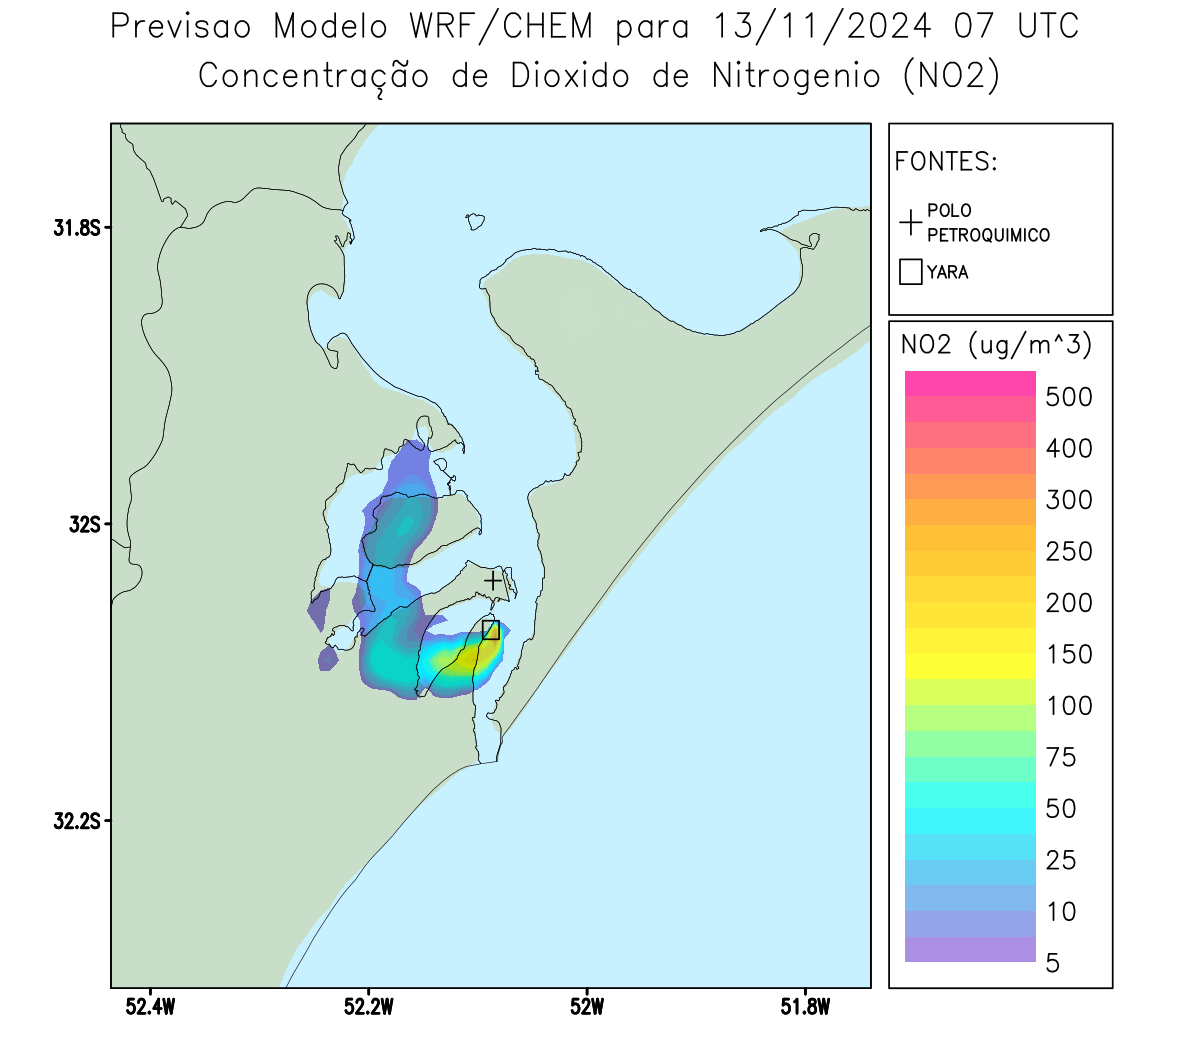 Previsao Modelo WRF/CHEM para 13/11/2024 07 UTC
Concentração de Dioxido de Nitrogenio (NO2)
FONTES:
POLO
PETROQUIMICO
YARA
NO2 (ug/m^3)
500
400
300
250
200
150
100
75
50
25
10
5
31.8S
32S
32.2S
52.4W
52.2W
52W
51.8W